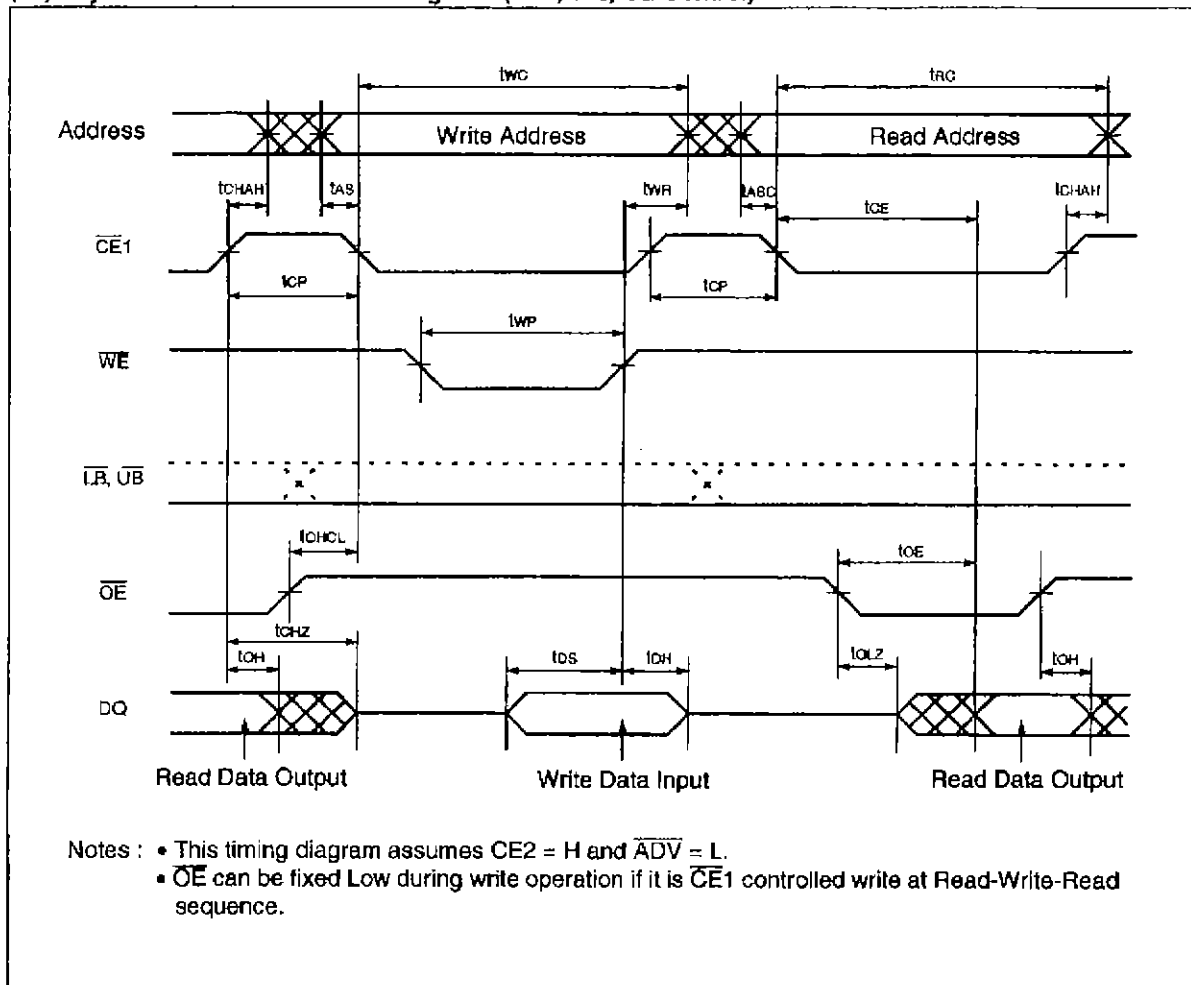 tWC tRC
Address Write Address Read Address
tCHAH tAS tWR tASC tCE tCHAH
CE1
tCP tCP
tWP
WE
LB, UB
tOHCL tOE
OE
tCHZ
tOH tDS tDH tOLZ tOH
DQ
Read Data Output Write Data Input Read Data Output
Notes : • This timing diagram assumes CE2 = H and ADV = L.
• OE can be fixed Low during write operation if it is CE1 controlled write at Read-Write-Read
sequence.